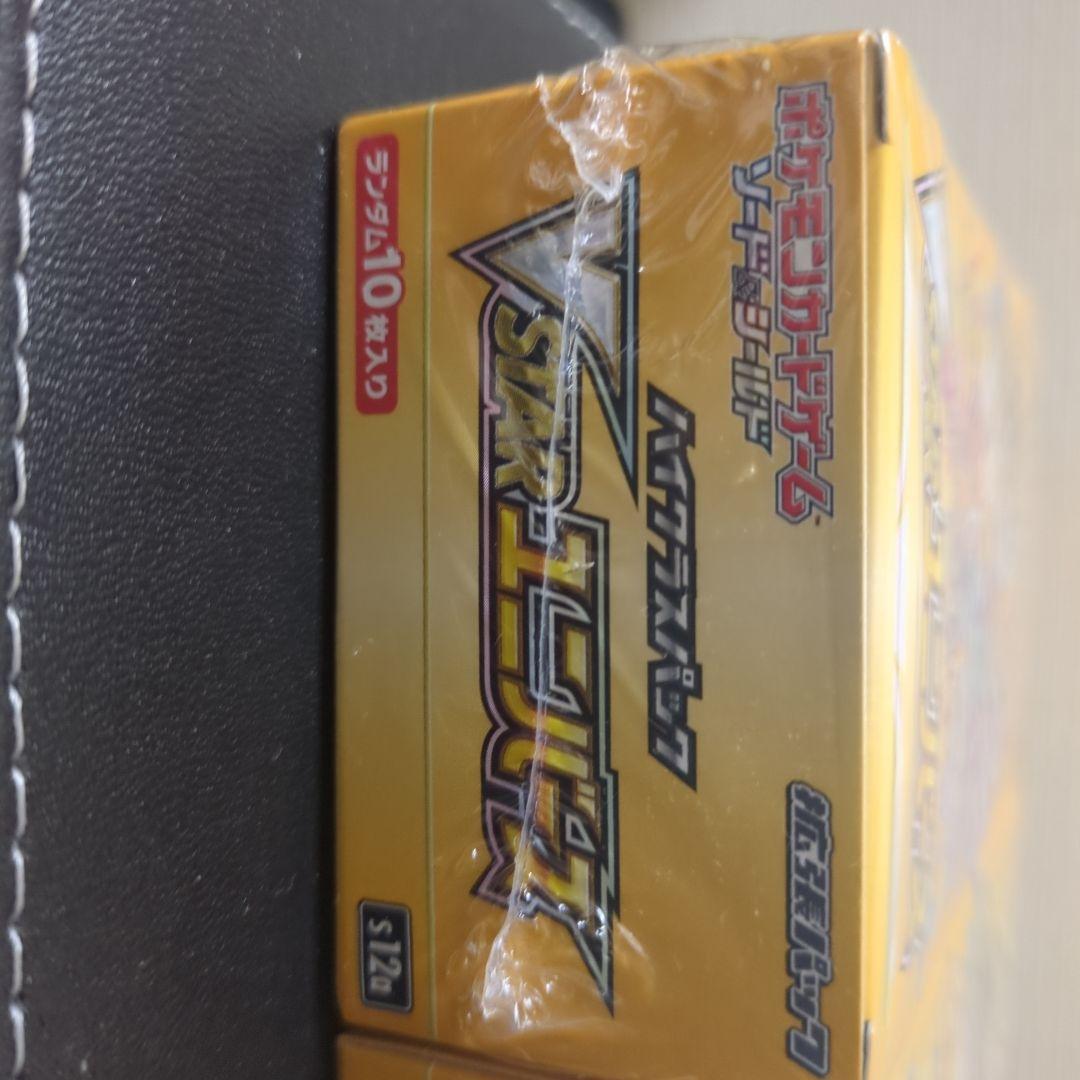 ポケモンカードゲーム
ソード&シールド
拡張パック
ハイクラスパック
VSTARユニバース
ランダム10枚入り
s12a